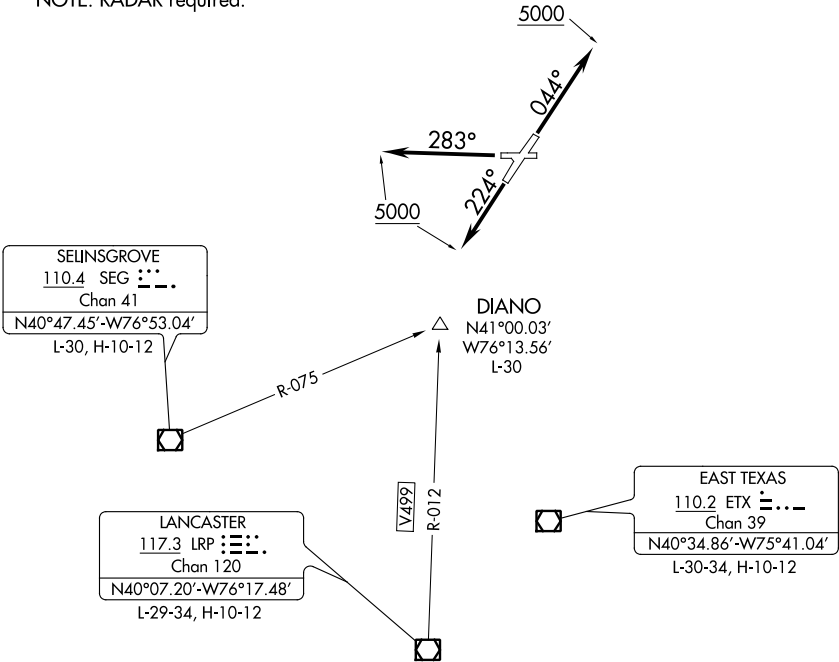 NOTE: RADAR required.
5000
044°
283°
224°
5000
SELINSGROVE
110.4 SEG
Chan 41
N40°47.45′-W76°53.04′
L-30, H-10-12
DIANO
N41°00.03′
W76°13.56′
L-30
R-075
V499
R-012
EAST TEXAS
110.2 ETX
Chan 39
N40°34.86′-W75°41.04′
L-30-34, H-10-12
LANCASTER
117.3 LRP
Chan 120
N40°07.20′-W76°17.48′
L-29-34, H-10-12